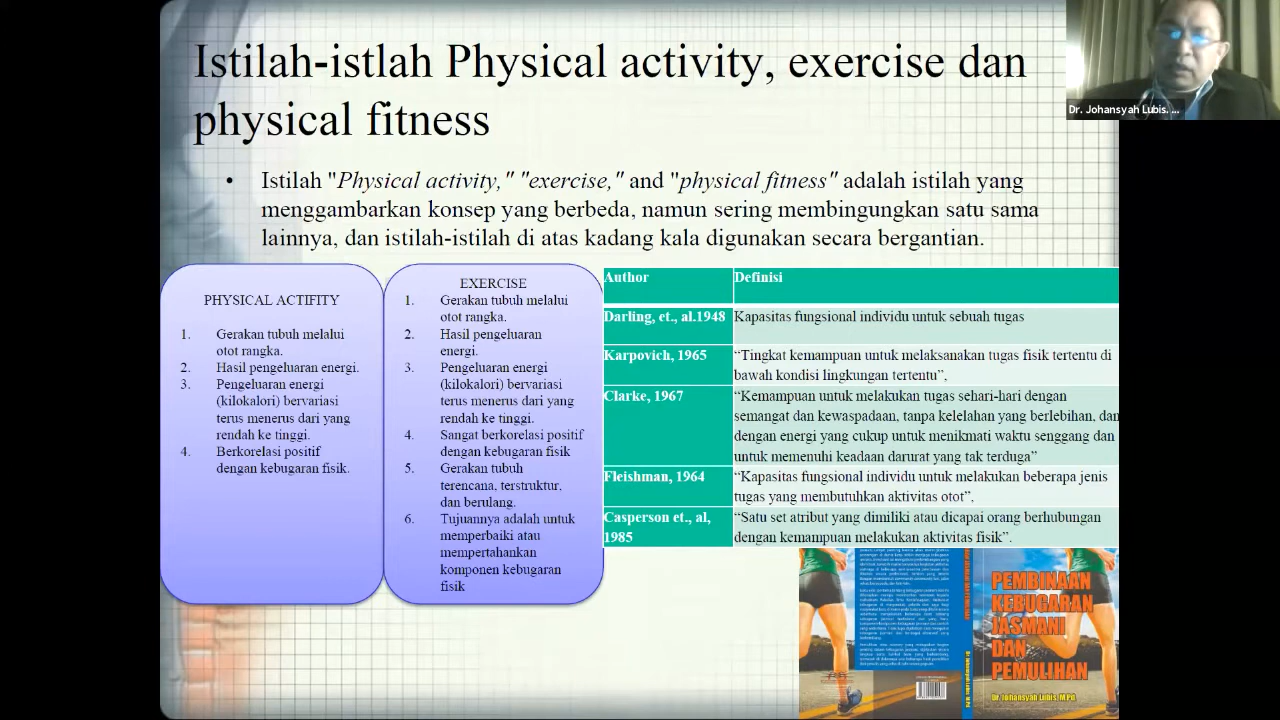 Istilah-istlah Physical activity, exercise dan
physical fitness
Dr. Johansyah Lubis. ...
• Istilah "Physical activity," "exercise," and "physical fitness" adalah istilah yang
menggambarkan konsep yang berbeda, namun sering membingungkan satu sama
lainnya, dan istilah-istilah di atas kadang kala digunakan secara bergantian.
PHYSICAL ACTIFITY
1. Gerakan tubuh melalui
otot rangka.
2. Hasil pengeluaran energi.
3. Pengeluaran energi
(kilokalori) bervariasi
terus menerus dari yang
rendah ke tinggi.
4. Berkorelasi positif
dengan kebugaran fisik.
EXERCISE
1. Gerakan tubuh melalui
otot rangka.
2. Hasil pengeluaran
energi.
3. Pengeluaran energi
(kilokalori) bervariasi
terus menerus dari yang
rendah ke tinggi.
4. Sangat berkorelasi positif
dengan kebugaran fisik
5. Gerakan tubuh
terencana, terstruktur,
dan berulang.
6. Tujuannya adalah untuk
memperbaiki atau
mempertahankan
komponen kebugaran
fisik
Author Definisi
Darling, et., al.1948 Kapasitas fungsional individu untuk sebuah tugas
Karpovich, 1965 “Tingkat kemampuan untuk melaksanakan tugas fisik tertentu di
bawah kondisi lingkungan tertentu”,
Clarke, 1967 “Kemampuan untuk melakukan tugas sehari-hari dengan
semangat dan kewaspadaan, tanpa kelelahan yang berlebihan, dan
dengan energi yang cukup untuk menikmati waktu senggang dan
untuk memenuhi keadaan darurat yang tak terduga”
Fleishman, 1964 “Kapasitas fungsional individu untuk melakukan beberapa jenis
tugas yang membutuhkan aktivitas otot”,
Casperson et., al, “Satu set atribut yang dimiliki atau dicapai orang berhubungan
1985 dengan kemampuan melakukan aktivitas fisik”.
PEMBINAAN
KEBUGARAN
JASMANI
DAN
PEMULIHAN
Dr. Johansyah Lubis, M.Pd